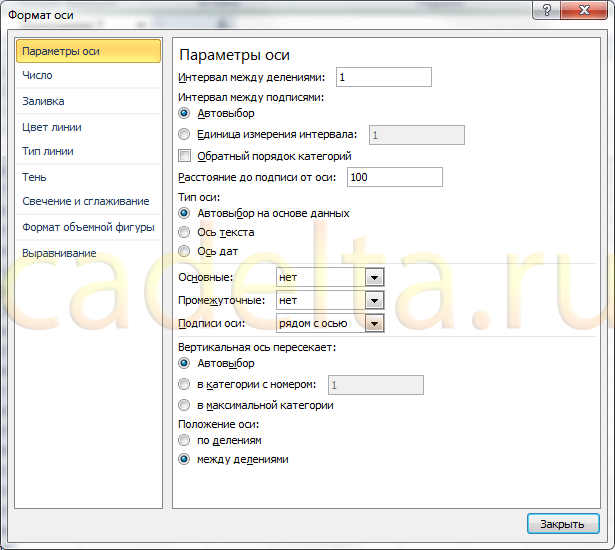 Формат оси
Параметры оси
Число
Заливка
Цвет линии
Тип линии
Тень
Свечение и сглаживание
Формат объемной фигуры
Выравнивание
Параметры оси
Интервал между делениями: 1
Интервал между подписями:
Автовыбор
Единица измерения интервала: 1
Обратный порядок категорий
Расстояние до подписи от оси: 100
Тип оси:
Автовыбор на основе данных
Ось текста
Ось дат
Основные: нет
Промежуточные: нет
Подписи оси: рядом с осью
Вертикальная ось пересекает:
Автовыбор
в категории с номером: 1
в максимальной категории
Положение оси:
по делениям
между делениями
Закрыть
cadelta.ru